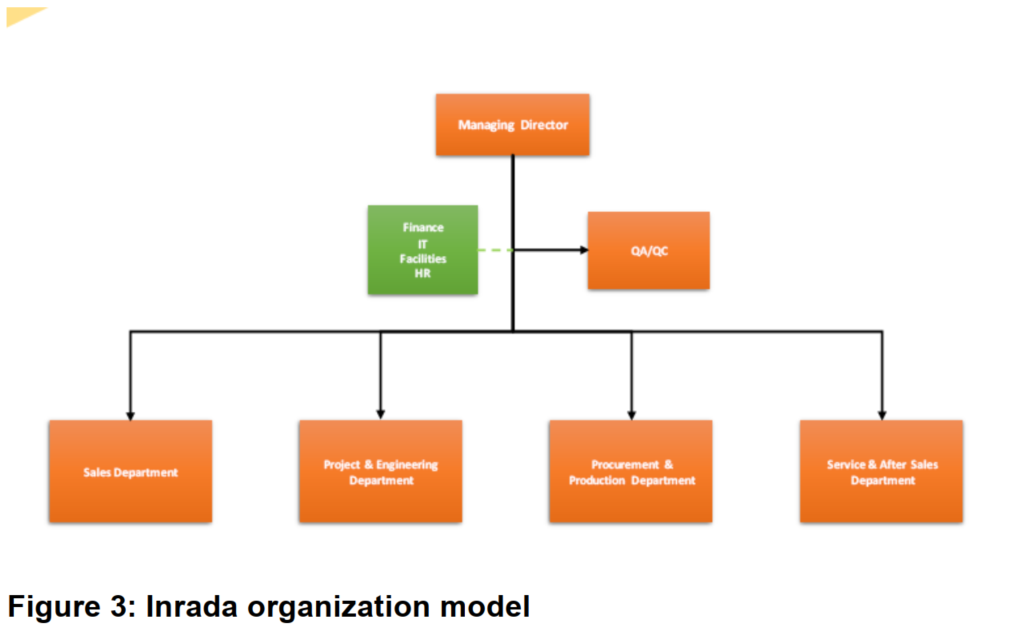 Managing Director
Finance
IT
Facilities
HR
QA/QC
Sales Department
Project & Engineering
Department
Procurement &
Production Department
Service & After Sales
Department
Figure 3: Inrada organization model